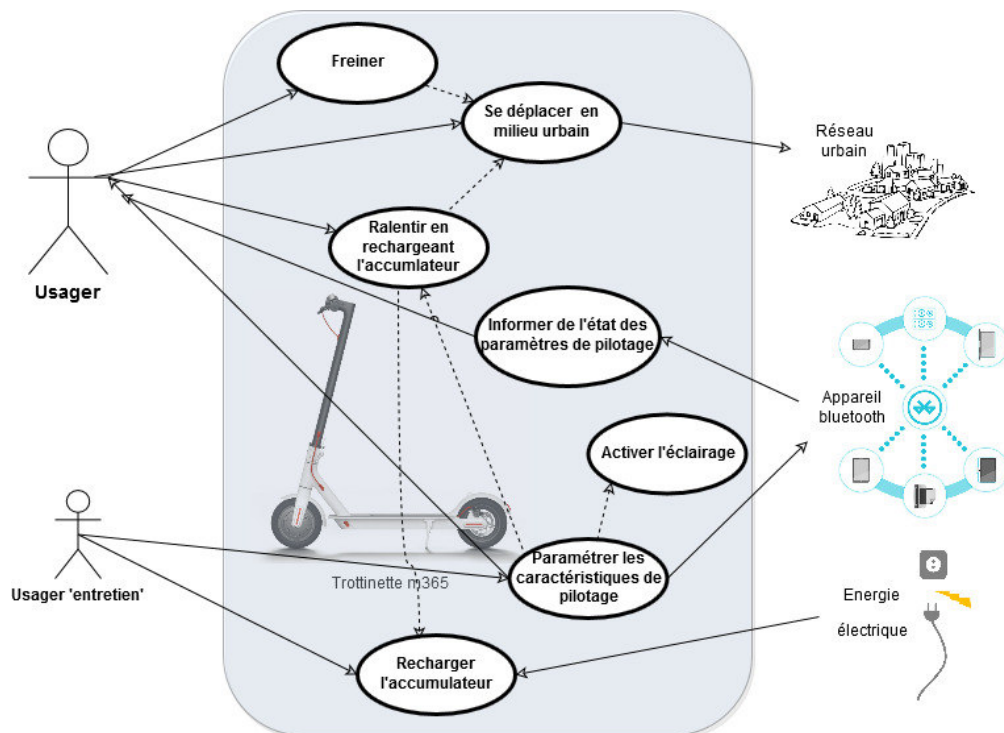 Freiner
Se déplacer en
milieu urbain
Réseau
urbain
Ralentir en
rechargeant
l'accumlateur
Usager
Informer de l'état des
paramètres de pilotage
Appareil
bluetooth
Activer l'éclairage
Paramétrer les
caractéristiques de
pilotage
Trottinette m365
Usager 'entretien'
Energie
électrique
Recharger
l'accumulateur